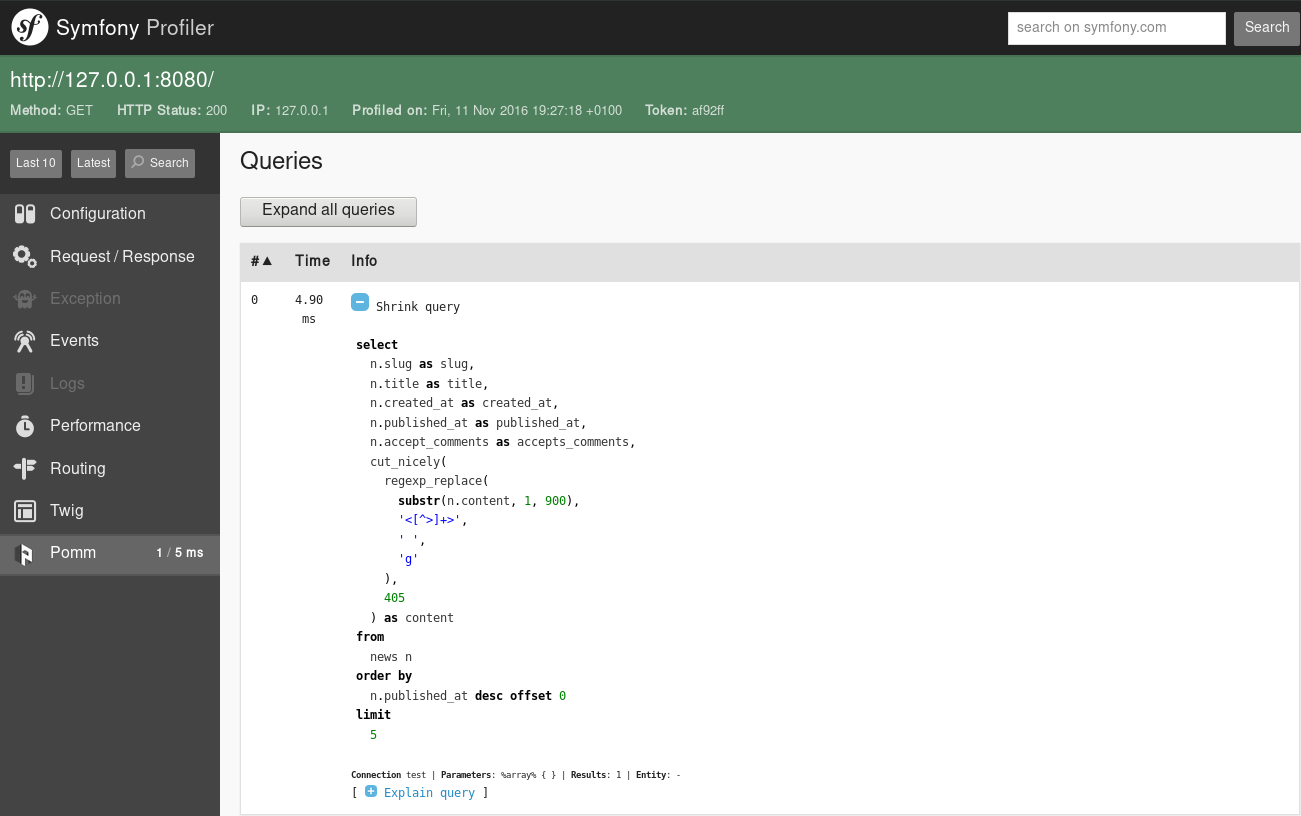 sf Symfony Profiler
search on symfony.com Search
http://127.0.0.1:8080/
Method: GET HTTP Status: 200 IP: 127.0.0.1 Profiled on: Fri, 11 Nov 2016 19:27:18 +0100 Token: af92ff
Last 10 Latest Search
Configuration
Request / Response
Exception
Events
Logs
Performance
Routing
Twig
Pomm 1 / 5 ms
Queries
Expand all queries
# ▲ Time Info
0 4.90 ms Shrink query
select
  n.slug as slug,
  n.title as title,
  n.created_at as created_at,
  n.published_at as published_at,
  n.accept_comments as accepts_comments,
  cut_nicely(
    regexp_replace(
      substr(n.content, 1, 900),
      '<[^>]+>',
      ' ',
      'g'
    ),
    405
  ) as content
from
  news n
order by
  n.published_at desc offset 0
limit
  5
Connection test | Parameters: %array% { } | Results: 1 | Entity: -
[ + Explain query ]